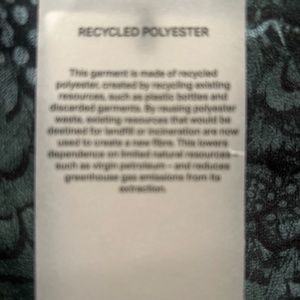 RECYCLED POLYESTER
This garment is made of recycled
polyester, created by recycling existing
resources, such as plastic bottles and
discarded garments. By reusing polyester
waste, existing resources that would be
destined for landfill or incineration are now
used to create a new fibre. This lowers
dependence on limited natural resources –
such as virgin petroleum – and reduces
greenhouse gas emissions from its
extraction.